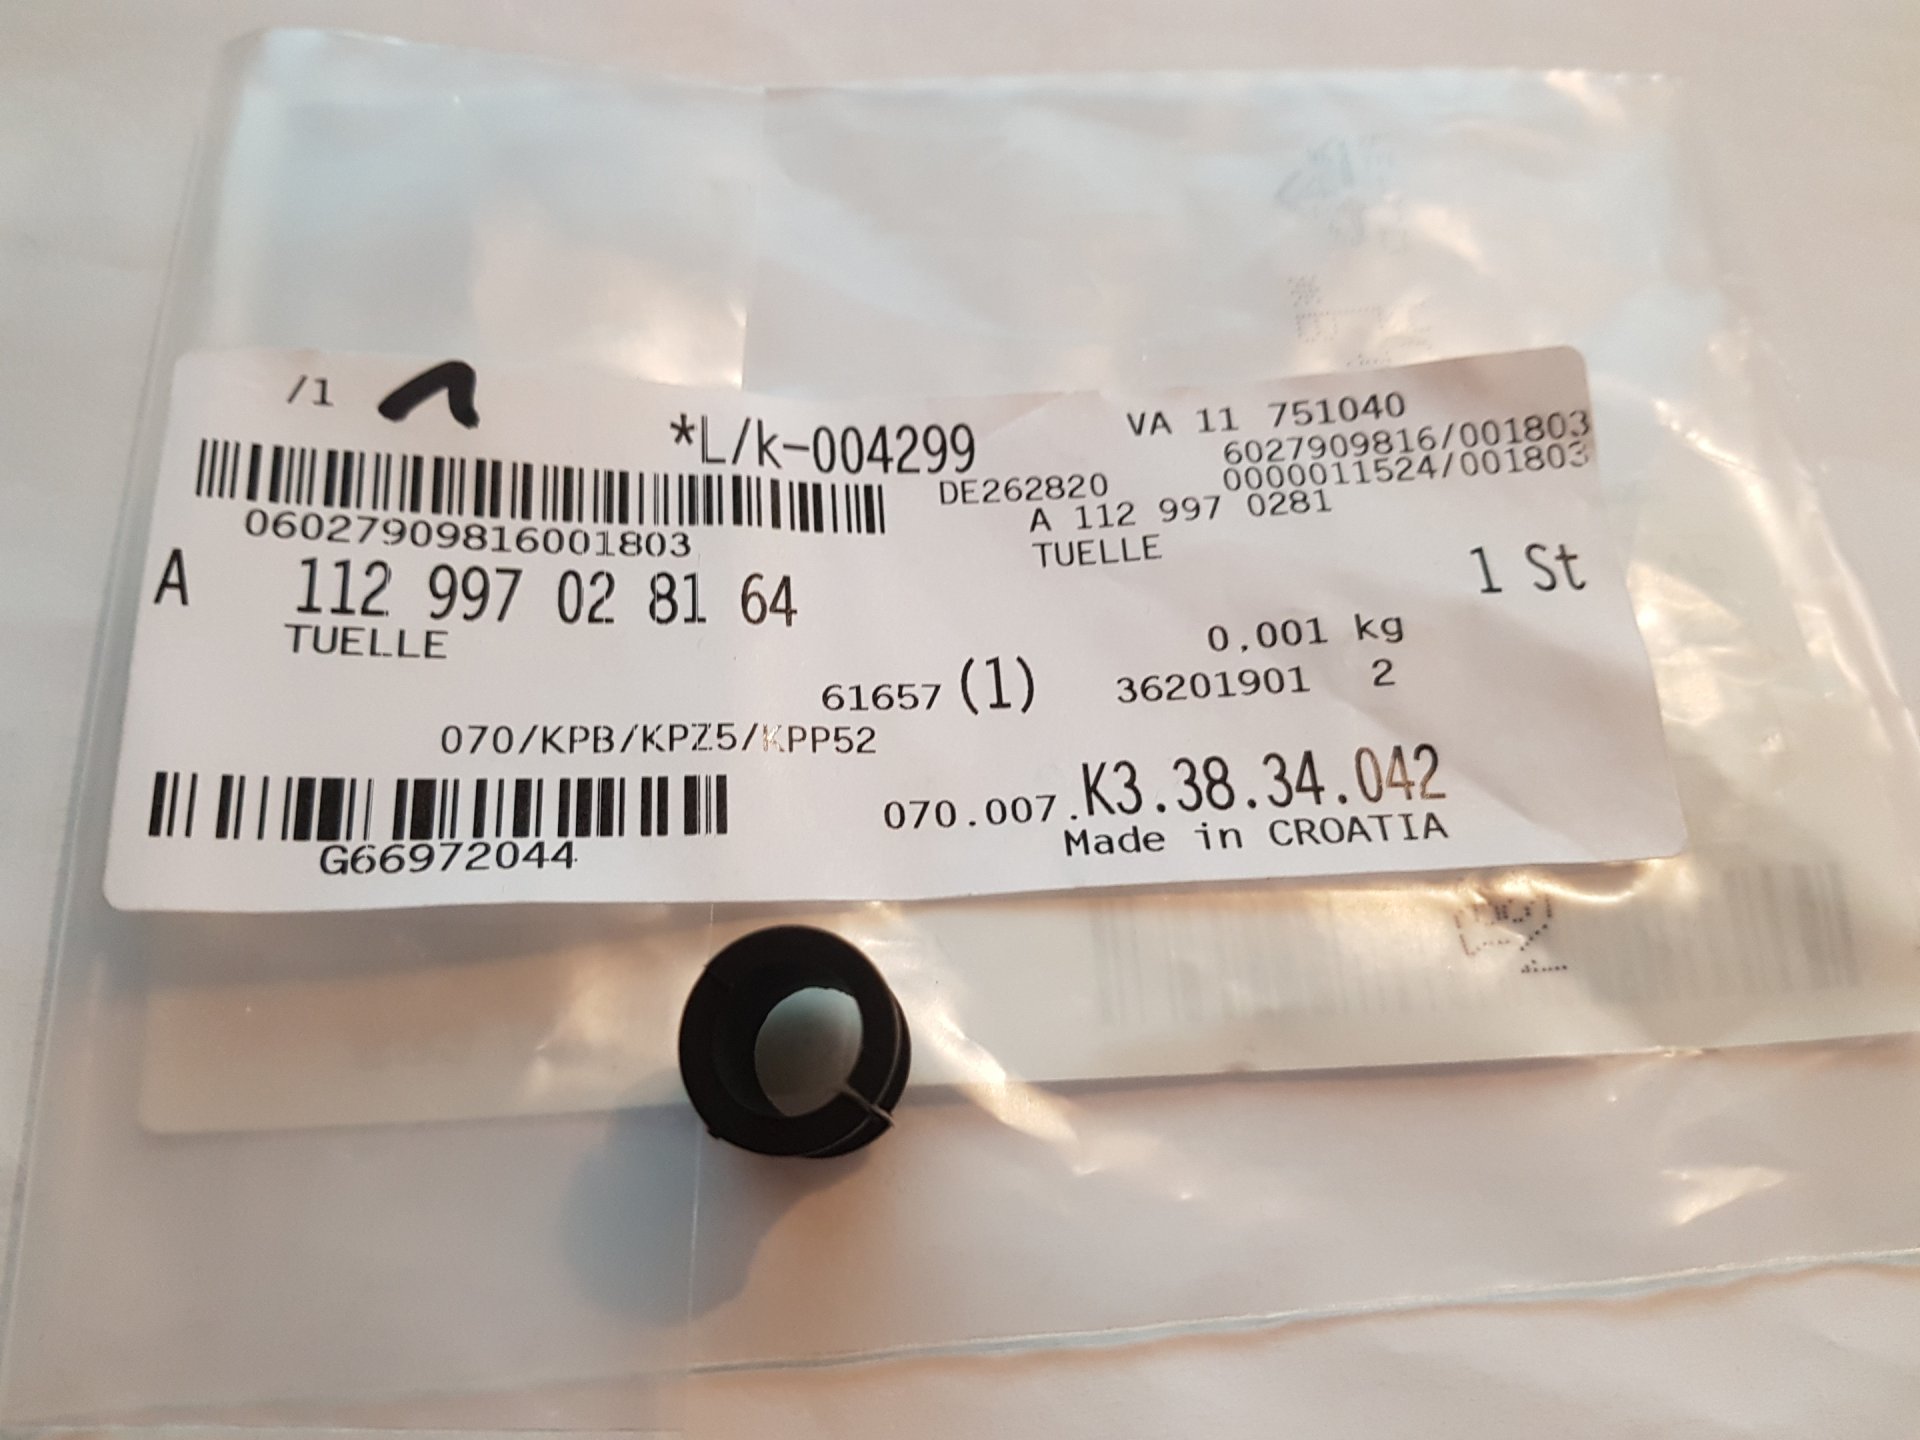 /1
*L/k-004299
VA 11 751040
6027909816/001803
0000011524/001803
DE262820
A 112 997 0281
TUELLE
06027909816001803
A 112 997 02 81 64
TUELLE
1 St
0,001 kg
61657 (1) 36201901 2
070/KPB/KPZ5/KPP52
070.007.K3.38.34.042
Made in CROATIA
G66972044